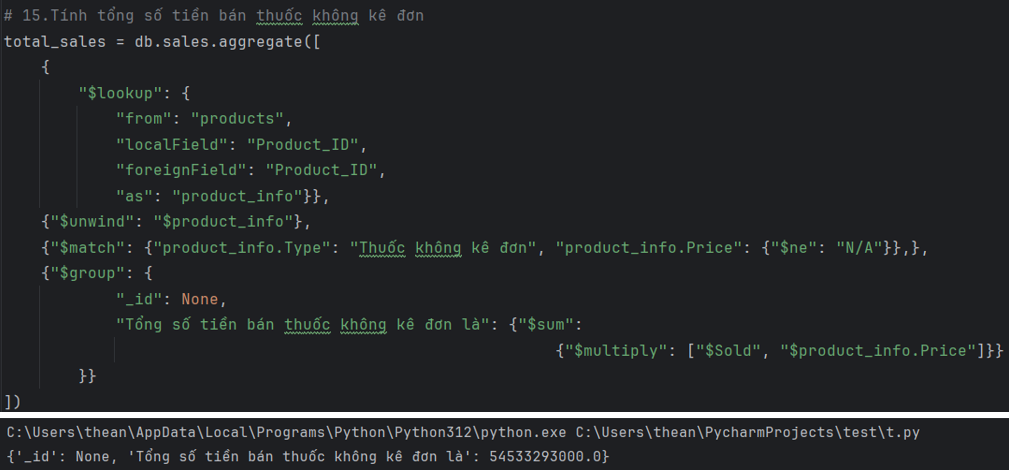 # 15.Tính tổng số tiền bán thuốc không kê đơn
total_sales = db.sales.aggregate([
    {
        "$lookup": {
            "from": "products",
            "localField": "Product_ID",
            "foreignField": "Product_ID",
            "as": "product_info"}},
    {"$unwind": "$product_info"},
    {"$match": {"product_info.Type": "Thuốc không kê đơn", "product_info.Price": {"$ne": "N/A"}},},
    {"$group": {
            "_id": None,
            "Tổng số tiền bán thuốc không kê đơn là": {"$sum":
                                                           {"$multiply": ["$Sold", "$product_info.Price"]}}
        }}
])
C:\Users\thean\AppData\Local\Programs\Python\Python312\python.exe C:\Users\thean\PycharmProjects\test\t.py
{'_id': None, 'Tổng số tiền bán thuốc không kê đơn là': 54533293000.0}